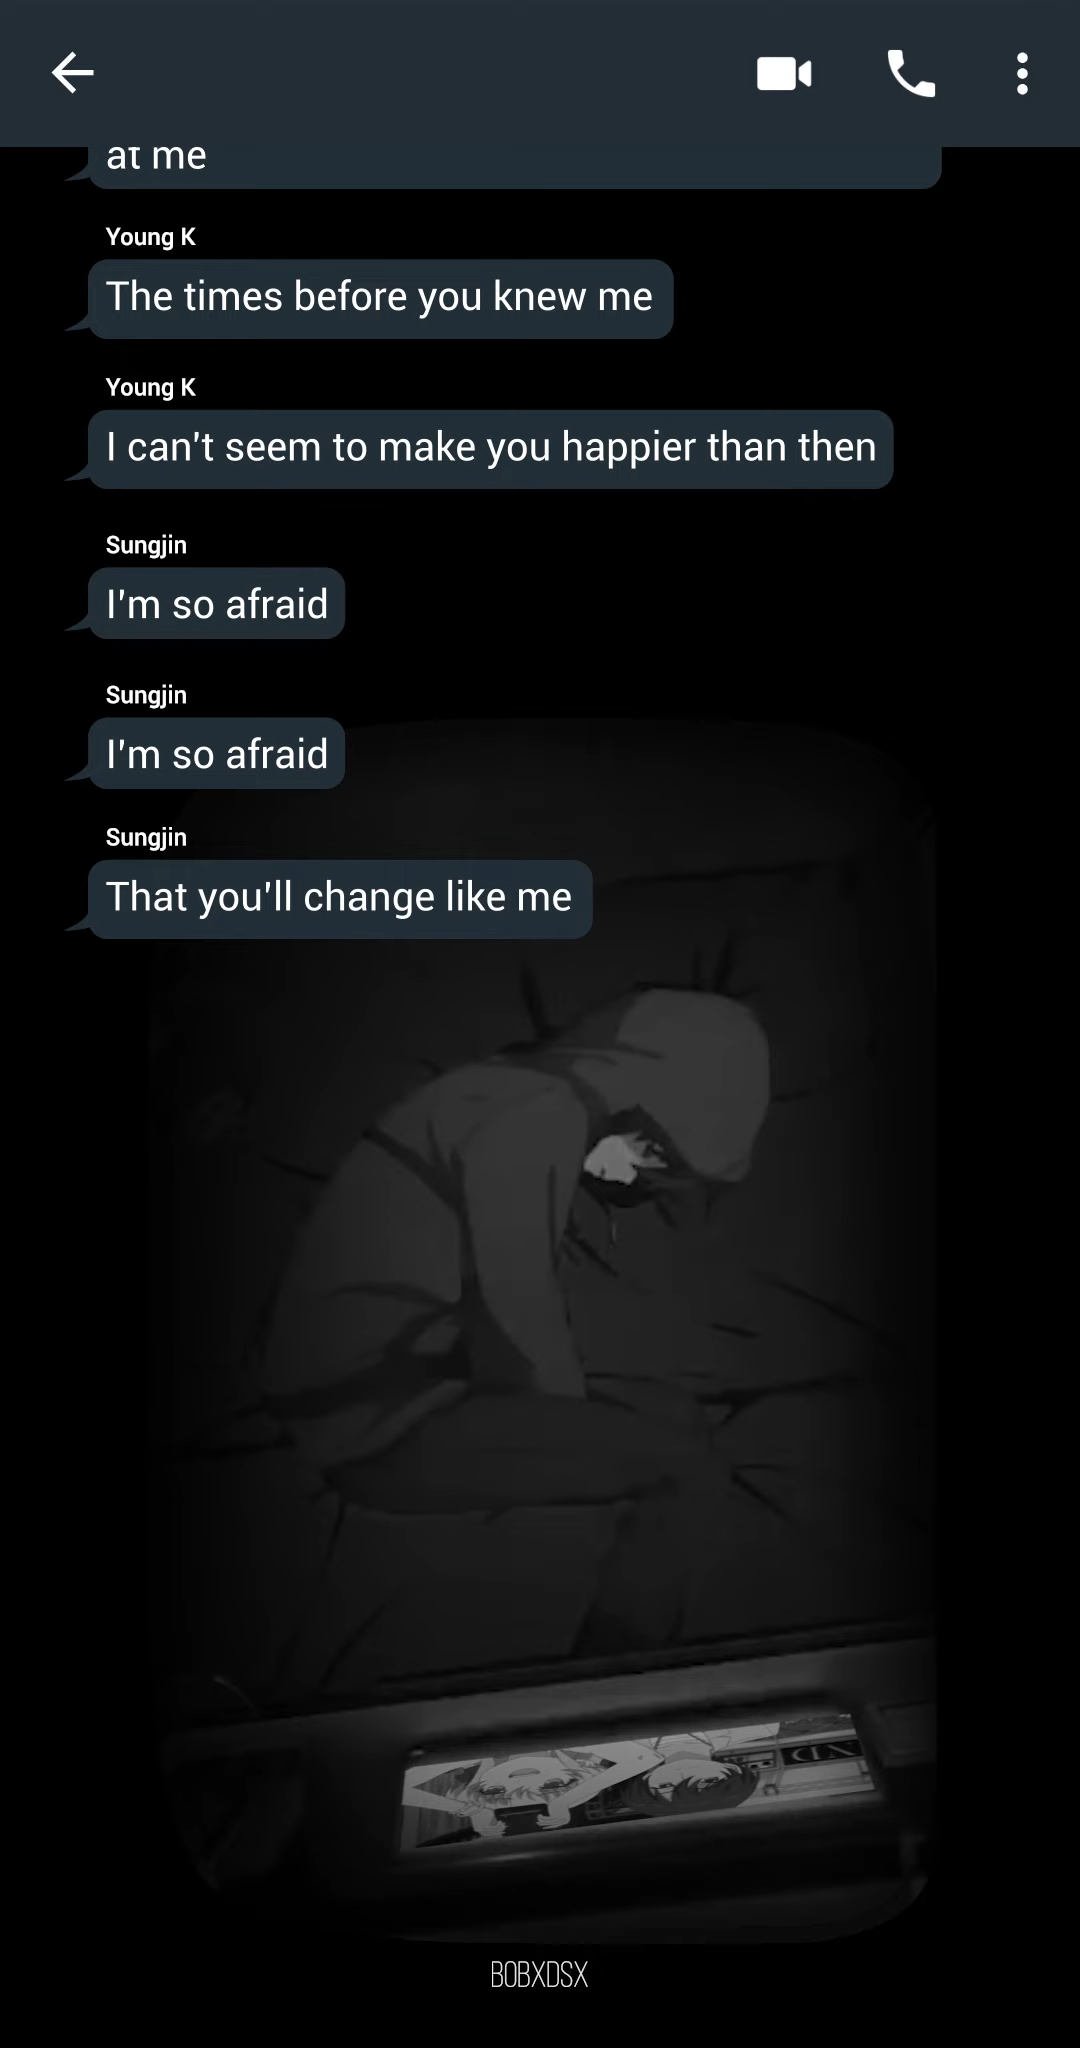 at me
Young K
The times before you knew me
Young K
I can't seem to make you happier than then
Sungjin
I'm so afraid
Sungjin
I'm so afraid
Sungjin
That you'll change like me
BOBXDSX